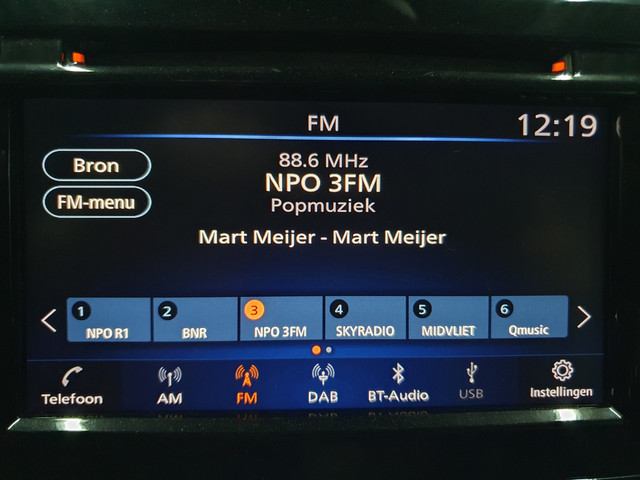 FM
12:19
Bron
FM-menu
88.6 MHz
NPO 3FM
Popmuziek
Mart Meijer - Mart Meijer
1 NPO R1
2 BNR
3 NPO 3FM
4 SKYRADIO
5 MIDVLIET
6 Qmusic
Telefoon
AM
FM
DAB
BT-Audio
USB
Instellingen